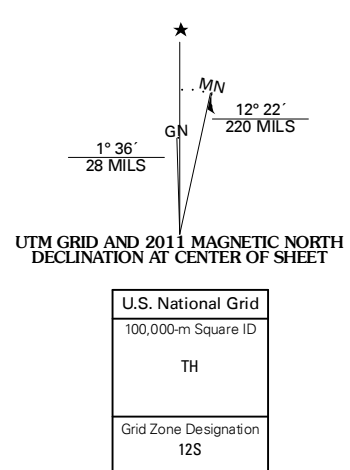 ★
MN
GN
12° 22´
220 MILS
1° 36´
28 MILS
UTM GRID AND 2011 MAGNETIC NORTH
DECLINATION AT CENTER OF SHEET
U.S. National Grid
100,000-m Square ID
TH
Grid Zone Designation
12S